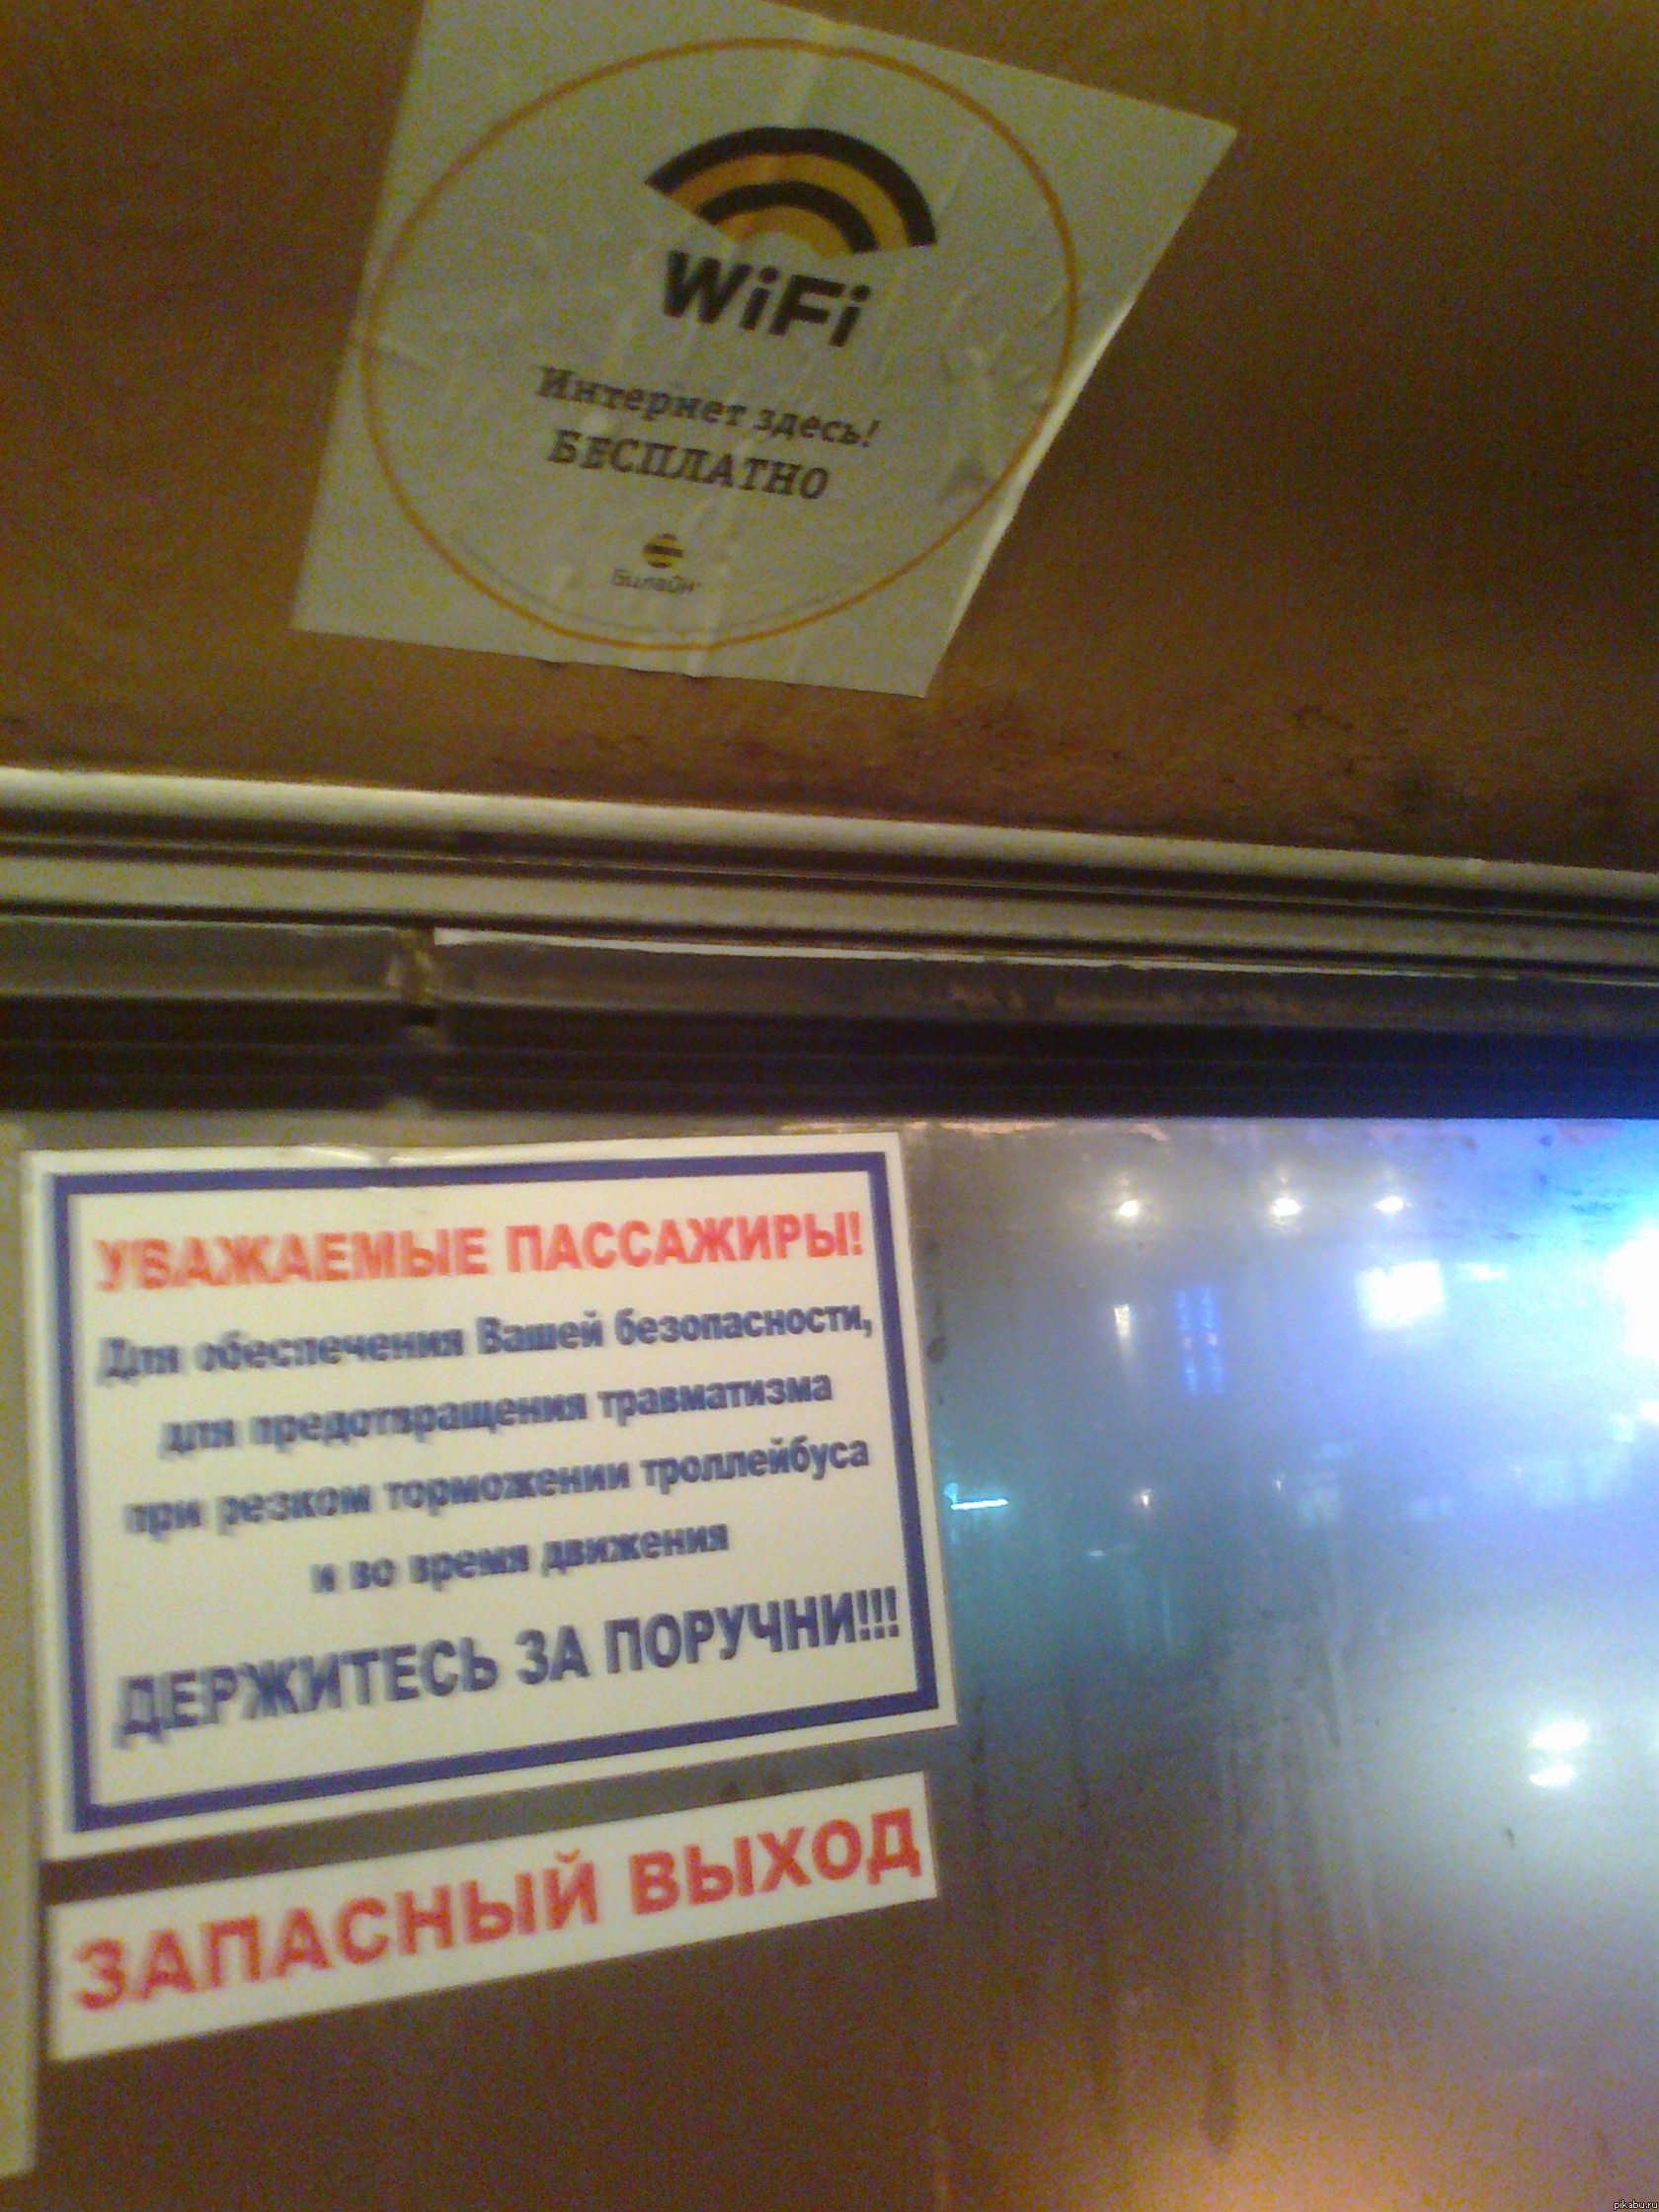 WiFi
Интернет здесь!
БЕСПЛАТНО
Билайн
УВАЖАЕМЫЕ ПАССАЖИРЫ!
Для обеспечения Вашей безопасности,
для предотвращения травматизма
при резком торможении троллейбуса
и во время движения
ДЕРЖИТЕСЬ ЗА ПОРУЧНИ!!!
ЗАПАСНЫЙ ВЫХОД
pikabu.ru